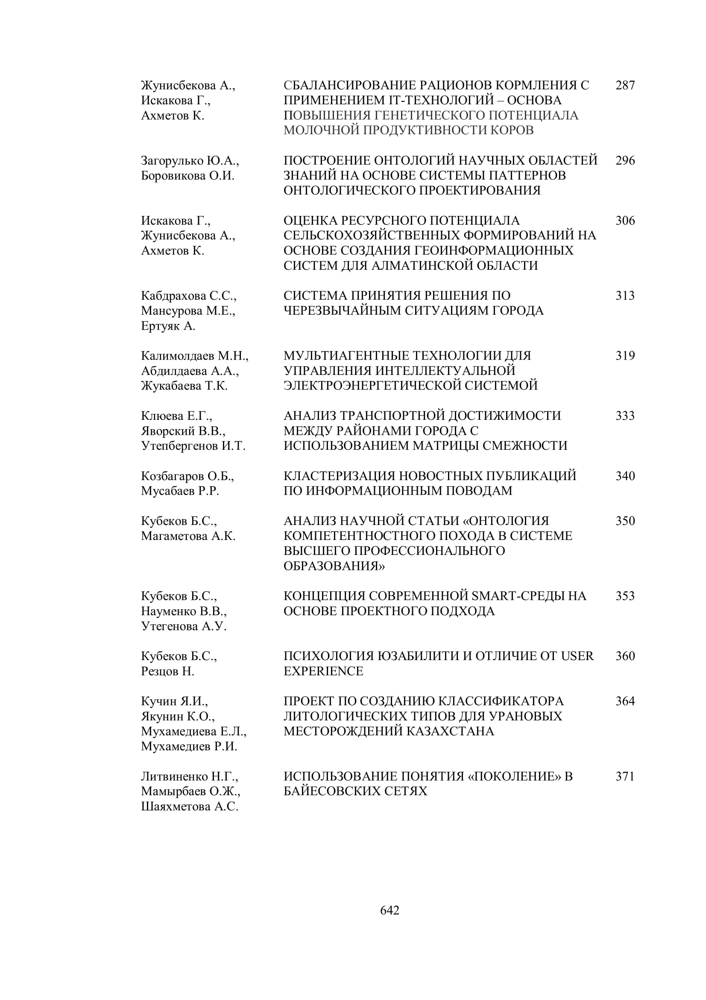 Жунисбекова А., СБАЛАНСИРОВАНИЕ РАЦИОНОВ КОРМЛЕНИЯ С 287
Искакова Г., ПРИМЕНЕНИЕМ IT-ТЕХНОЛОГИЙ – ОСНОВА
Ахметов К. ПОВЫШЕНИЯ ГЕНЕТИЧЕСКОГО ПОТЕНЦИАЛА
МОЛОЧНОЙ ПРОДУКТИВНОСТИ КОРОВ
Загорулько Ю.А., ПОСТРОЕНИЕ ОНТОЛОГИЙ НАУЧНЫХ ОБЛАСТЕЙ 296
Боровикова О.И. ЗНАНИЙ НА ОСНОВЕ СИСТЕМЫ ПАТТЕРНОВ
ОНТОЛОГИЧЕСКОГО ПРОЕКТИРОВАНИЯ
Искакова Г., ОЦЕНКА РЕСУРСНОГО ПОТЕНЦИАЛА 306
Жунисбекова А., СЕЛЬСКОХОЗЯЙСТВЕННЫХ ФОРМИРОВАНИЙ НА
Ахметов К. ОСНОВЕ СОЗДАНИЯ ГЕОИНФОРМАЦИОННЫХ
СИСТЕМ ДЛЯ АЛМАТИНСКОЙ ОБЛАСТИ
Кабдрахова С.С., СИСТЕМА ПРИНЯТИЯ РЕШЕНИЯ ПО 313
Мансурова М.Е., ЧЕРЕЗВЫЧАЙНЫМ СИТУАЦИЯМ ГОРОДА
Ертуяк А.
Калимолдаев М.Н., МУЛЬТИАГЕНТНЫЕ ТЕХНОЛОГИИ ДЛЯ 319
Абдилдаева А.А., УПРАВЛЕНИЯ ИНТЕЛЛЕКТУАЛЬНОЙ
Жукабаева Т.К. ЭЛЕКТРОЭНЕРГЕТИЧЕСКОЙ СИСТЕМОЙ
Клюева Е.Г., АНАЛИЗ ТРАНСПОРТНОЙ ДОСТИЖИМОСТИ 333
Яворский В.В., МЕЖДУ РАЙОНАМИ ГОРОДА С
Утепбергенов И.Т. ИСПОЛЬЗОВАНИЕМ МАТРИЦЫ СМЕЖНОСТИ
Козбагаров О.Б., КЛАСТЕРИЗАЦИЯ НОВОСТНЫХ ПУБЛИКАЦИЙ 340
Мусабаев Р.Р. ПО ИНФОРМАЦИОННЫМ ПОВОДАМ
Кубеков Б.С., АНАЛИЗ НАУЧНОЙ СТАТЬИ «ОНТОЛОГИЯ 350
Магаметова А.К. КОМПЕТЕНТНОСТНОГО ПОХОДА В СИСТЕМЕ
ВЫСШЕГО ПРОФЕССИОНАЛЬНОГО
ОБРАЗОВАНИЯ»
Кубеков Б.С., КОНЦЕПЦИЯ СОВРЕМЕННОЙ SMART-СРЕДЫ НА 353
Науменко В.В., ОСНОВЕ ПРОЕКТНОГО ПОДХОДА
Утегенова А.У.
Кубеков Б.С., ПСИХОЛОГИЯ ЮЗАБИЛИТИ И ОТЛИЧИЕ ОТ USER 360
Резцов Н. EXPERIENCE
Кучин Я.И., ПРОЕКТ ПО СОЗДАНИЮ КЛАССИФИКАТОРА 364
Якунин К.О., ЛИТОЛОГИЧЕСКИХ ТИПОВ ДЛЯ УРАНОВЫХ
Мухамедиева Е.Л., МЕСТОРОЖДЕНИЙ КАЗАХСТАНА
Мухамедиев Р.И.
Литвиненко Н.Г., ИСПОЛЬЗОВАНИЕ ПОНЯТИЯ «ПОКОЛЕНИЕ» В 371
Мамырбаев О.Ж., БАЙЕСОВСКИХ СЕТЯХ
Шаяхметова А.С.
642